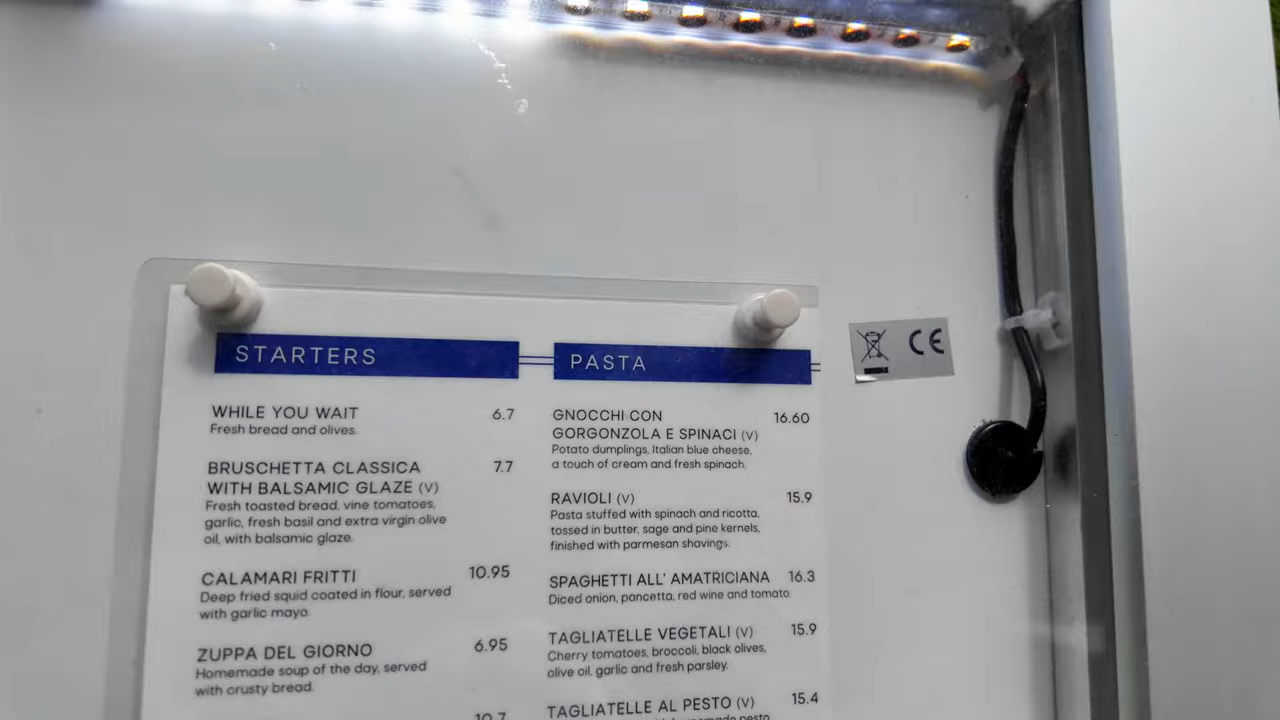 STARTERS
WHILE YOU WAIT 6.7
Fresh bread and olives.
BRUSCHETTA CLASSICA 7.7
WITH BALSAMIC GLAZE (V)
Fresh toasted bread, vine tomatoes,
garlic, fresh basil and extra virgin olive
oil, with balsamic glaze.
CALAMARI FRITTI 10.95
Deep fried squid coated in flour, served
with garlic mayo.
ZUPPA DEL GIORNO 6.95
Homemade soup of the day, served
with crusty bread.
10.7
PASTA
GNOCCHI CON 16.60
GORGONZOLA E SPINACI (V)
Potato dumplings, Italian blue cheese,
a touch of cream and fresh spinach.
RAVIOLI (V) 15.9
Pasta stuffed with spinach and ricotta,
tossed in butter, sage and pine kernels,
finished with parmesan shavings.
SPAGHETTI ALL' AMATRICIANA 16.3
Diced onion, pancetta, red wine and tomato.
TAGLIATELLE VEGETALI (V) 15.9
Cherry tomatoes, broccoli, black olives,
olive oil, garlic and fresh parsley.
TAGLIATELLE AL PESTO (V) 15.4
homemade pesto
CE